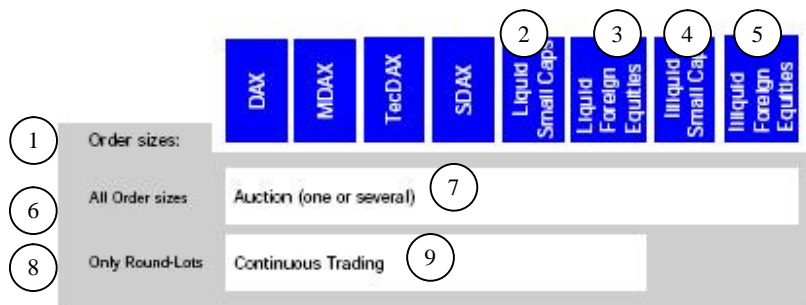 2
3
4
5
DAX
MDAX
TecDAX
SDAX
Liquid
Small Caps
Liquid
Foreign
Equities
Illiquid
Small Cap
Illiquid
Foreign
Equities
1
Order sizes:
6
All Order sizes
Auction (one or several)
7
8
Only Round-Lots
Continuous Trading
9